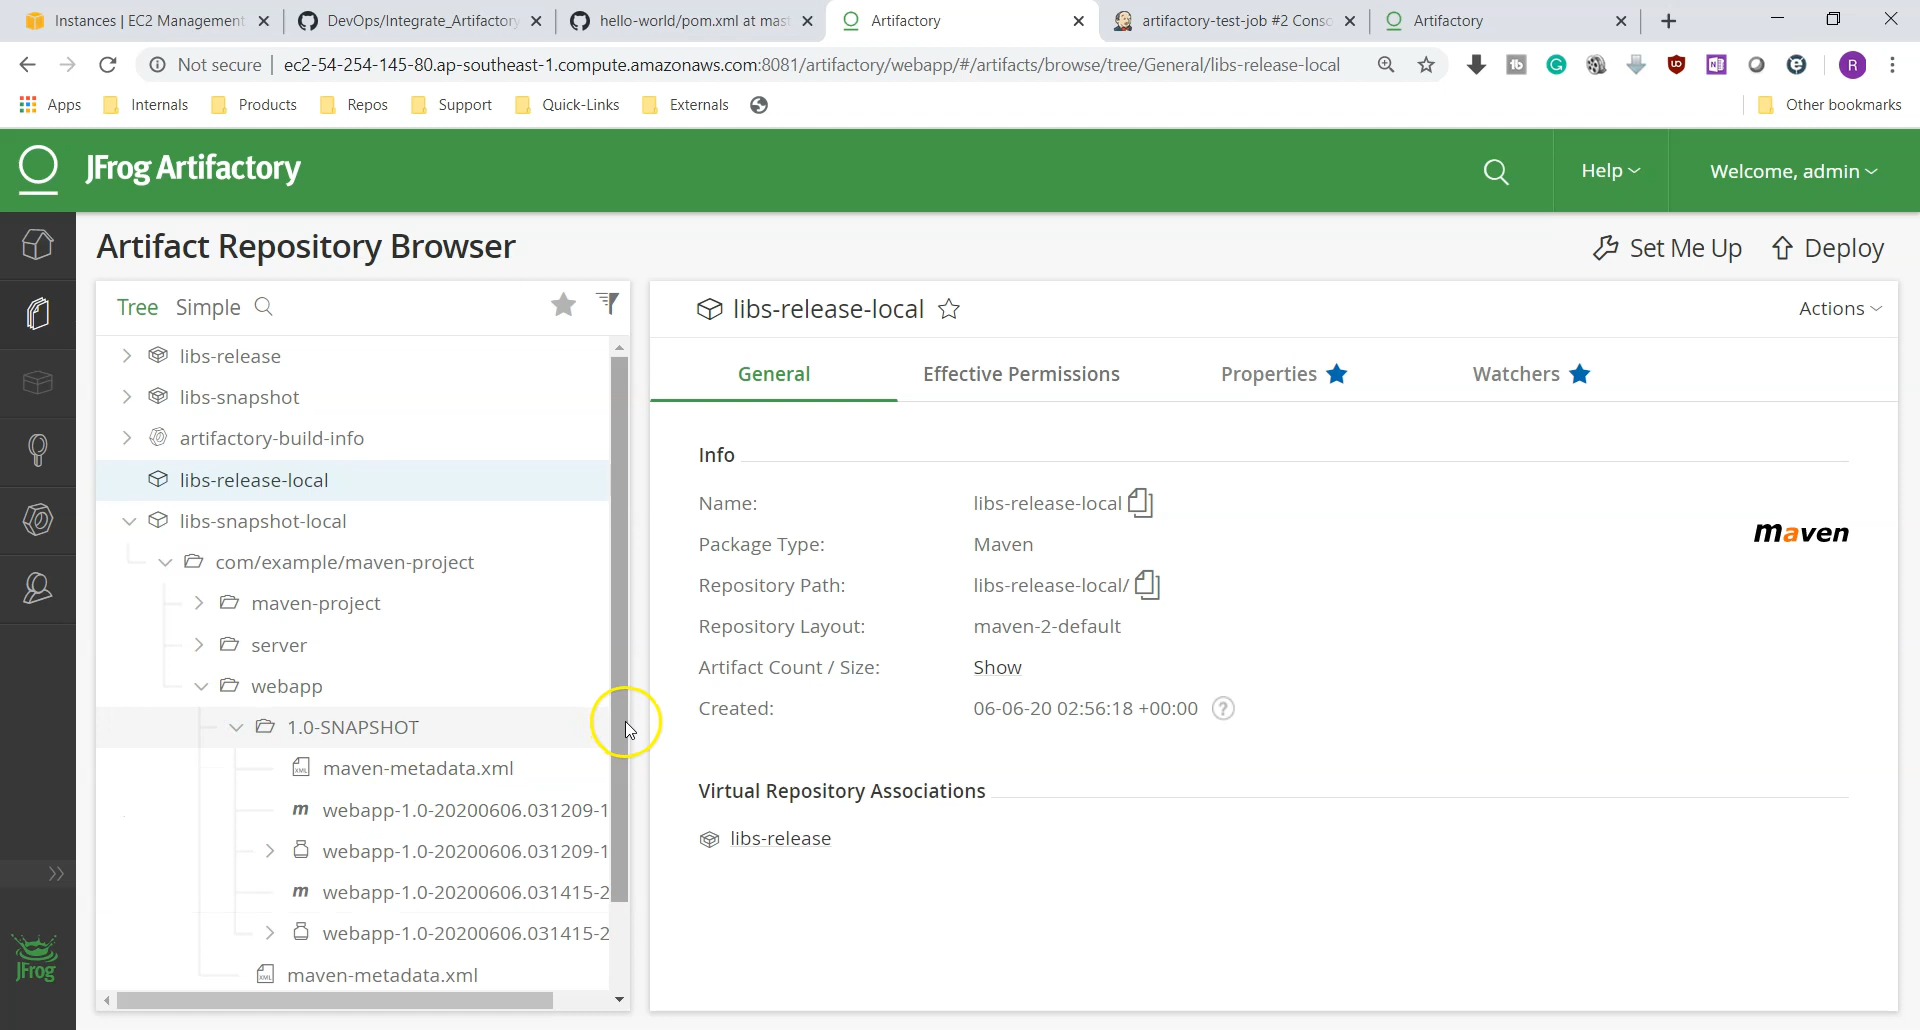 Instances | EC2 Management
DevOps/Integrate_Artifactory
hello-world/pom.xml at mast
Artifactory
artifactory-test-job #2 Conso
Artifactory
Not secure
ec2-54-254-145-80.ap-southeast-1.compute.amazonaws.com:8081/artifactory/webapp/#/artifacts/browse/tree/General/libs-release-local
R
Apps
Internals
Products
Repos
Support
Quick-Links
Externals
Other bookmarks
JFrog Artifactory
Help
Welcome, admin
Artifact Repository Browser
Set Me Up
Deploy
Tree
Simple
libs-release
libs-snapshot
artifactory-build-info
libs-release-local
libs-snapshot-local
com/example/maven-project
maven-project
server
webapp
1.0-SNAPSHOT
maven-metadata.xml
m webapp-1.0-20200606.031209-1
webapp-1.0-20200606.031209-1
m webapp-1.0-20200606.031415-2
webapp-1.0-20200606.031415-2
maven-metadata.xml
JFrog
libs-release-local
Actions
General
Effective Permissions
Properties
Watchers
Info
Name: libs-release-local
Package Type: Maven
maven
Repository Path: libs-release-local/
Repository Layout: maven-2-default
Artifact Count / Size: Show
Created: 06-06-20 02:56:18 +00:00 ?
Virtual Repository Associations
libs-release